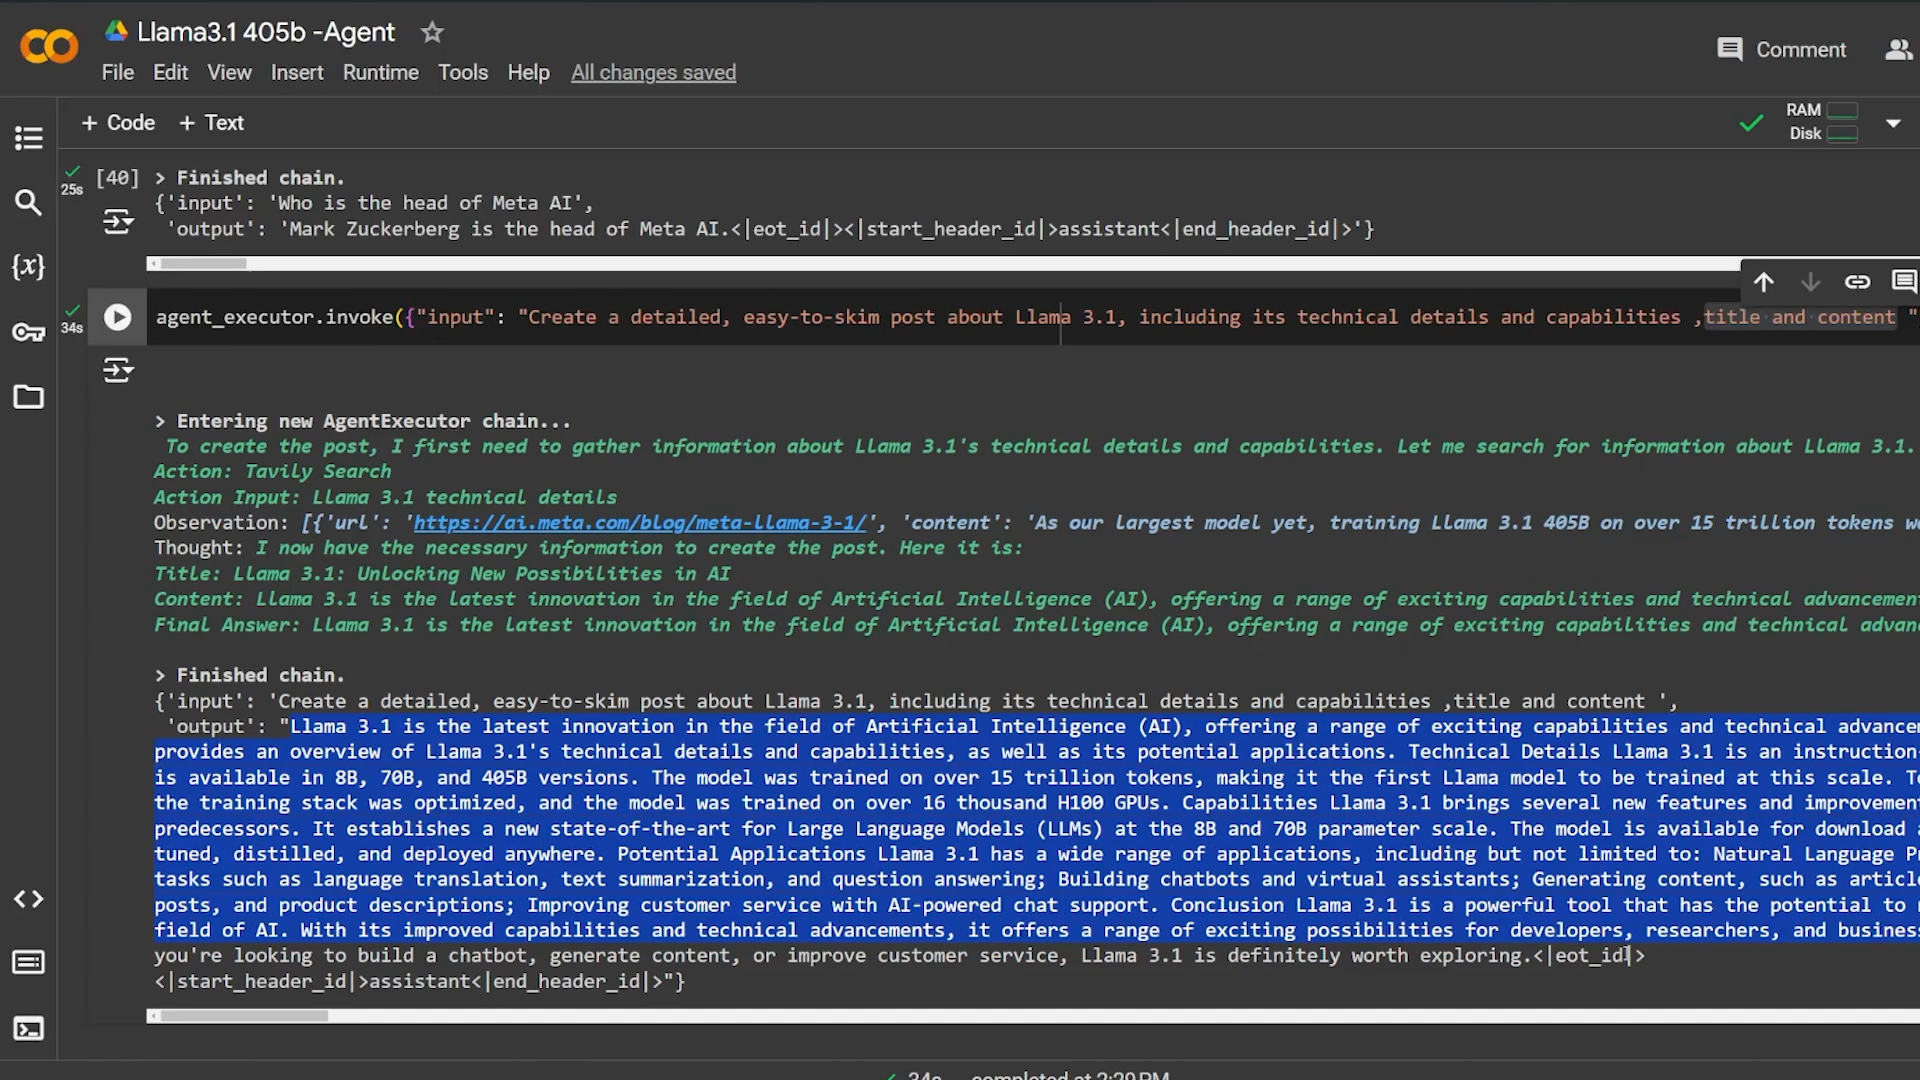 Llama3.1 405b -Agent
Comment
File Edit View Insert Runtime Tools Help All changes saved
+ Code + Text
RAM
Disk
25s [40] > Finished chain.
{'input': 'Who is the head of Meta AI',
'output': 'Mark Zuckerberg is the head of Meta AI.<|eot_id|><|start_header_id|>assistant<|end_header_id|>'}
34s agent_executor.invoke({"input": "Create a detailed, easy-to-skim post about Llama 3.1, including its technical details and capabilities ,title and content "
> Entering new AgentExecutor chain...
To create the post, I first need to gather information about Llama 3.1's technical details and capabilities. Let me search for information about Llama 3.1.
Action: Tavily Search
Action Input: Llama 3.1 technical details
Observation: [{'url': 'https://ai.meta.com/blog/meta-llama-3-1/', 'content': 'As our largest model yet, training Llama 3.1 405B on over 15 trillion tokens
Thought: I now have the necessary information to create the post. Here it is:
Title: Llama 3.1: Unlocking New Possibilities in AI
Content: Llama 3.1 is the latest innovation in the field of Artificial Intelligence (AI), offering a range of exciting capabilities and technical
Final Answer: Llama 3.1 is the latest innovation in the field of Artificial Intelligence (AI), offering a range of exciting capabilities and technical
> Finished chain.
{'input': 'Create a detailed, easy-to-skim post about Llama 3.1, including its technical details and capabilities ,title and content ',
'output': "Llama 3.1 is the latest innovation in the field of Artificial Intelligence (AI), offering a range of exciting capabilities and technical
provides an overview of Llama 3.1's technical details and capabilities, as well as its potential applications. Technical Details Llama 3.1 is an instruction-
is available in 8B, 70B, and 405B versions. The model was trained on over 15 trillion tokens, making it the first Llama model to be trained at this scale.
the training stack was optimized, and the model was trained on over 16 thousand H100 GPUs. Capabilities Llama 3.1 brings several new features and
predecessors. It establishes a new state-of-the-art for Large Language Models (LLMs) at the 8B and 70B parameter scale. The model is available for download
tuned, distilled, and deployed anywhere. Potential Applications Llama 3.1 has a wide range of applications, including but not limited to: Natural Language
tasks such as language translation, text summarization, and question answering; Building chatbots and virtual assistants; Generating content, such as
posts, and product descriptions; Improving customer service with AI-powered chat support. Conclusion Llama 3.1 is a powerful tool that has the potential to
field of AI. With its improved capabilities and technical advancements, it offers a range of exciting possibilities for developers, researchers, and
you're looking to build a chatbot, generate content, or improve customer service, Llama 3.1 is definitely worth exploring.<|eot_id|>
<|start_header_id|>assistant<|end_header_id|>"}
34s completed at 2:29 PM